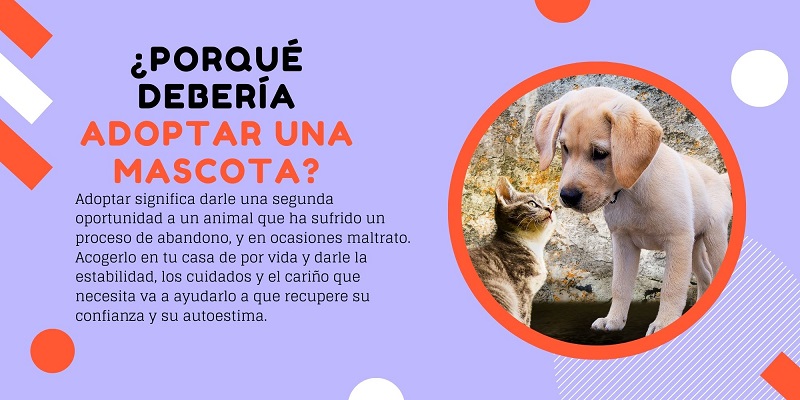 ¿PORQUÉ
DEBERÍA
ADOPTAR UNA
MASCOTA?
Adoptar significa darle una segunda
oportunidad a un animal que ha sufrido un
proceso de abandono, y en ocasiones maltrato.
Acogerlo en tu casa de por vida y darle la
estabilidad, los cuidados y el cariño que
necesita va a ayudarlo a que recupere su
confianza y su autoestima.